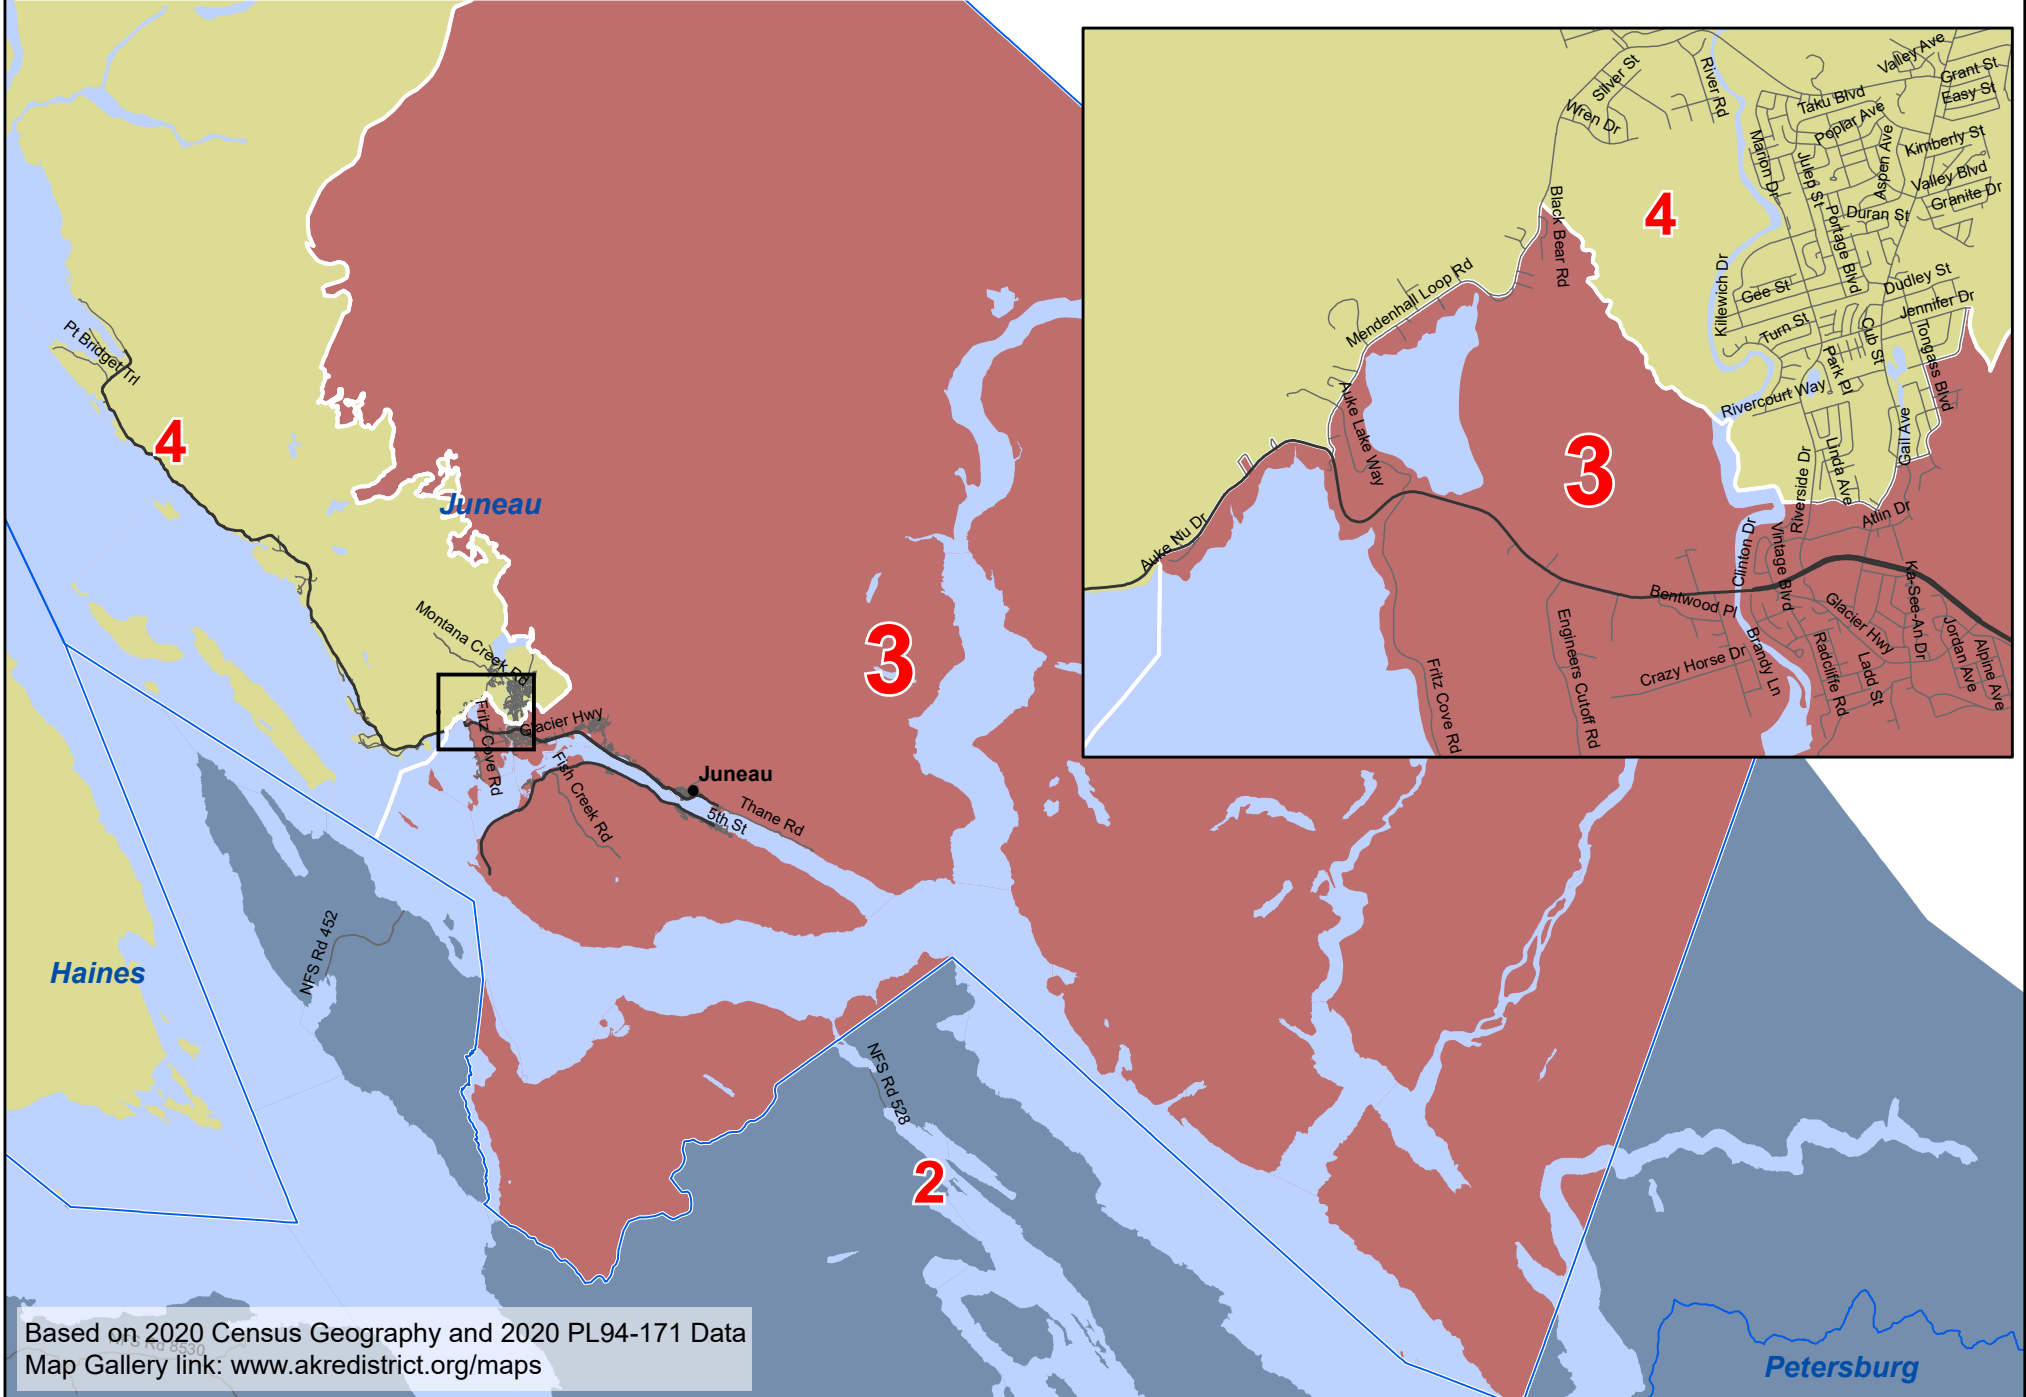 Pt Bridget Trl
4
Juneau
Montana Creek Rd
Fritz Cove Rd
Glacier Hwy
Fish Creek Rd
Juneau
Thane Rd
5th St
3
Haines
NFS Rd 452
NFS Rd 528
2
Petersburg
NFS Rd 8530
Based on 2020 Census Geography and 2020 PL94-171 Data
Map Gallery link: www.akredistrict.org/maps
Silver St
Wren Dr
River Rd
Valley Ave
Grant St
Easy St
Taku Blvd
Poplar Ave
Kimberly St
Marion Dr
Julep St
Aspen Ave
Valley Blvd
Granite Dr
Black Bear Rd
4
Portage Blvd
Duran St
Killewich Dr
Gee St
Dudley St
Jennifer Dr
Mendenhall Loop Rd
Turn St
Cub St
Tongass Blvd
Park Pl
Rivercourt Way
Auke Lake Way
3
Gail Ave
Linda Ave
Riverside Dr
Atlin Dr
Auke Nu Dr
Clinton Dr
Vintage Blvd
Ka-See-An Dr
Bentwood Pl
Glacier Hwy
Engineers Cutoff Rd
Crazy Horse Dr
Brandy Ln
Radcliffe Rd
Ladd St
Jordan Ave
Alpine Ave
Fritz Cove Rd